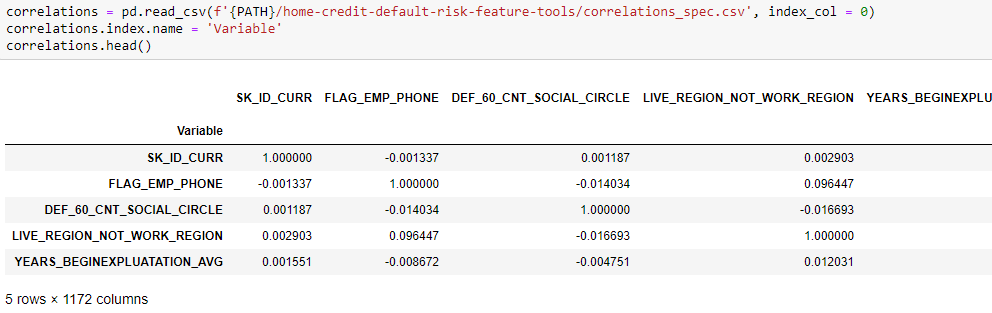 correlations = pd.read_csv(f'{PATH}/home-credit-default-risk-feature-tools/correlations_spec.csv', index_col = 0)
correlations.index.name = 'Variable'
correlations.head()
SK_ID_CURR FLAG_EMP_PHONE DEF_60_CNT_SOCIAL_CIRCLE LIVE_REGION_NOT_WORK_REGION YEARS_BEGINEXPLU
Variable
SK_ID_CURR 1.000000 -0.001337 0.001187 0.002903
FLAG_EMP_PHONE -0.001337 1.000000 -0.014034 0.096447
DEF_60_CNT_SOCIAL_CIRCLE 0.001187 -0.014034 1.000000 -0.016693
LIVE_REGION_NOT_WORK_REGION 0.002903 0.096447 -0.016693 1.000000
YEARS_BEGINEXPLUATATION_AVG 0.001551 -0.008672 -0.004751 0.012031
5 rows × 1172 columns